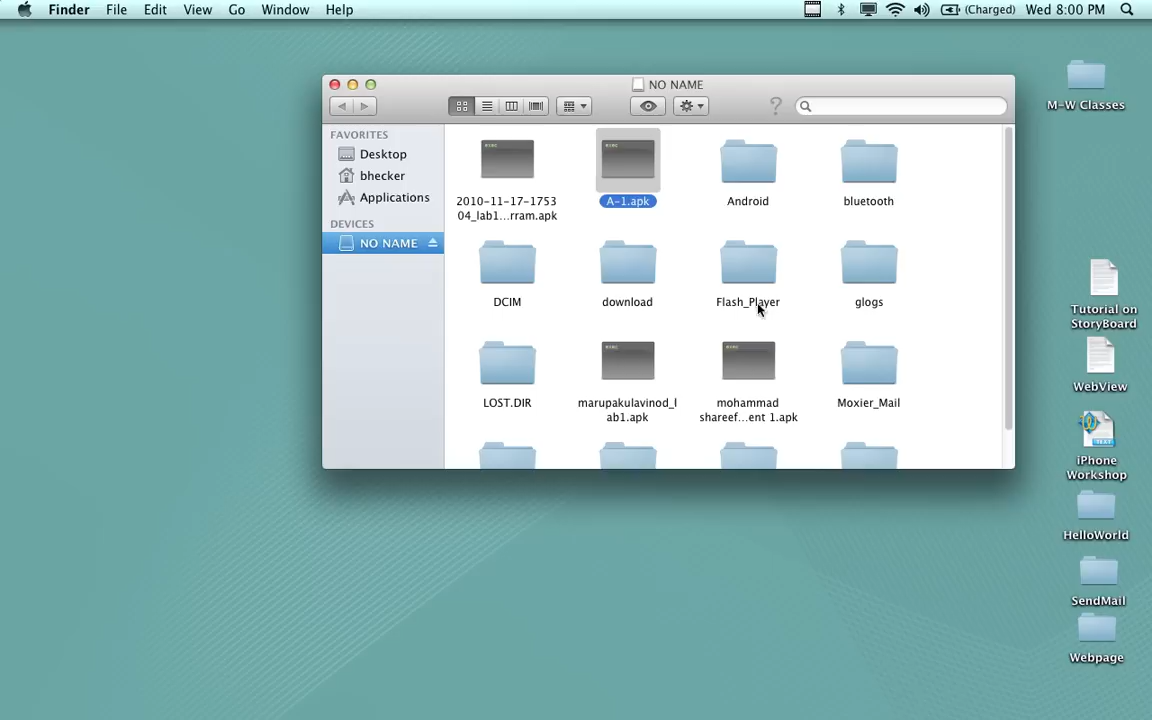 Finder File Edit View Go Window Help (Charged) Wed 8:00 PM
NO NAME
FAVORITES
Desktop
bhecker
Applications
DEVICES
NO NAME
2010-11-17-1753
04_lab1...rram.apk
A-1.apk
Android
bluetooth
DCIM
download
Flash_Player
glogs
LOST.DIR
marupakulavinod_l
ab1.apk
mohammad
shareef...ent 1.apk
Moxier_Mail
M-W Classes
Tutorial on
StoryBoard
WebView
iPhone
Workshop
HelloWorld
SendMail
Webpage